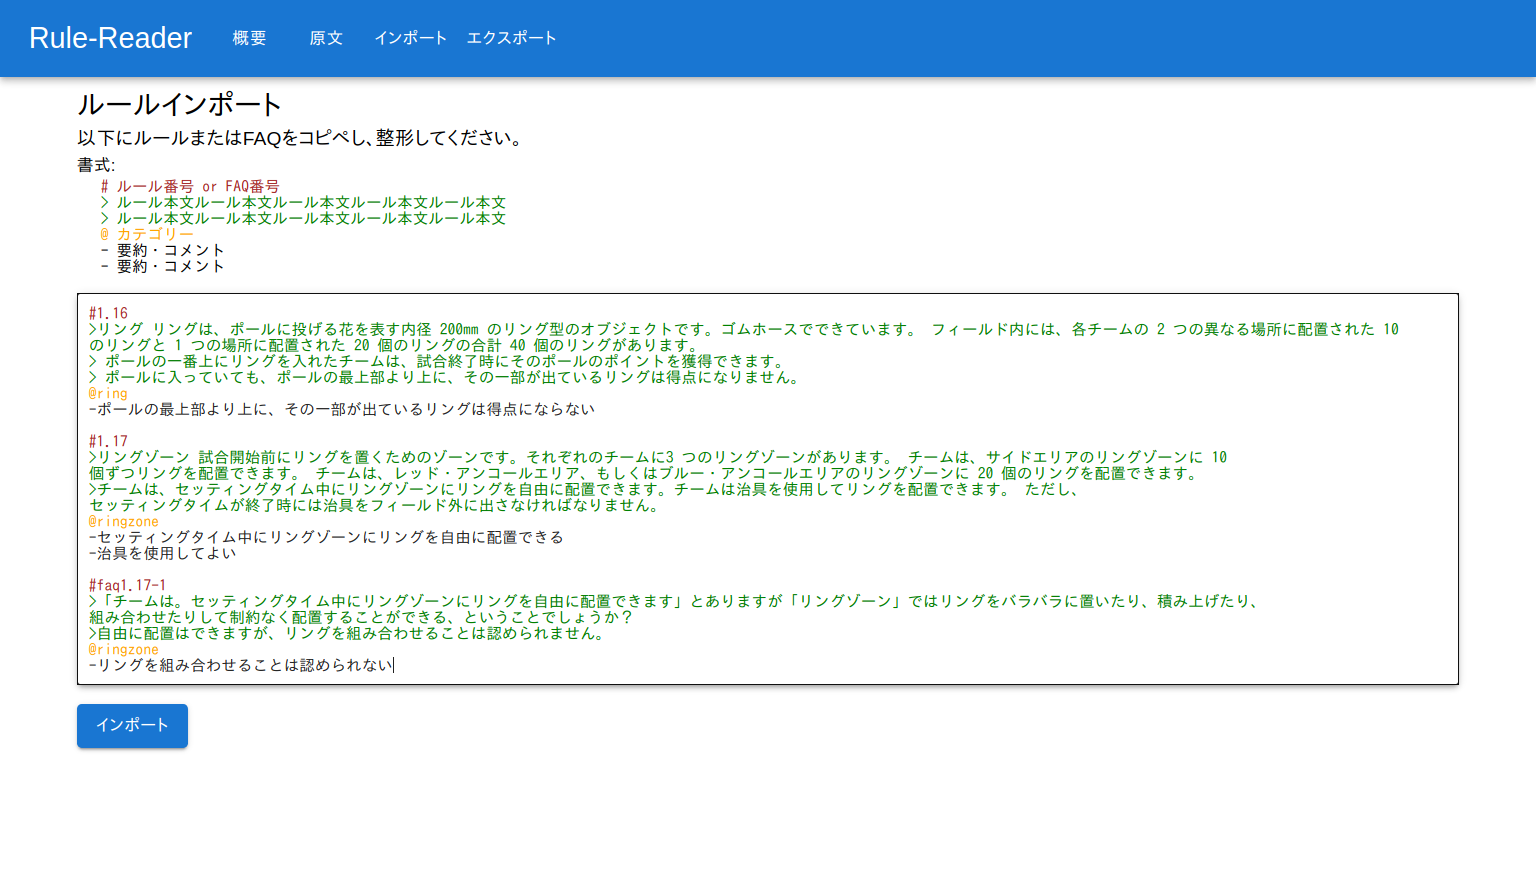 Rule-Reader 概要 原文 インポート エクスポート
ルールインポート
以下にルールまたはFAQをコピペし、整形してください。
書式:
# ルール番号 or FAQ番号
> ルール本文ルール本文ルール本文ルール本文ルール本文
> ルール本文ルール本文ルール本文ルール本文ルール本文
@ カテゴリー
- 要約・コメント
- 要約・コメント
#1.16
>リング リングは、ポールに投げる花を表す内径 200mm のリング型のオブジェクトです。ゴムホースでできています。 フィールド内には、各チームの 2 つの異なる場所に配置された 10
のリングと 1 つの場所に配置された 20 個のリングの合計 40 個のリングがあります。
> ポールの一番上にリングを入れたチームは、試合終了時にそのポールのポイントを獲得できます。
> ポールに入っていても、ポールの最上部より上に、その一部が出ているリングは得点になりません。
@ring
-ポールの最上部より上に、その一部が出ているリングは得点にならない
#1.17
>リングゾーン 試合開始前にリングを置くためのゾーンです。それぞれのチームに3 つのリングゾーンがあります。 チームは、サイドエリアのリングゾーンに 10
個ずつリングを配置できます。 チームは、レッド・アンコールエリア、もしくはブルー・アンコールエリアのリングゾーンに 20 個のリングを配置できます。
>チームは、セッティングタイム中にリングゾーンにリングを自由に配置できます。チームは治具を使用してリングを配置できます。 ただし、
セッティングタイムが終了時には治具をフィールド外に出さなければなりません。
@ringzone
-セッティングタイム中にリングゾーンにリングを自由に配置できる
-治具を使用してよい
#faq1.17-1
>「チームは。セッティングタイム中にリングゾーンにリングを自由に配置できます」とありますが「リングゾーン」ではリングをバラバラに置いたり、積み上げたり、
組み合わせたりして制約なく配置することができる、ということでしょうか？
>自由に配置はできますが、リングを組み合わせることは認められません。
@ringzone
-リングを組み合わせることは認められない
インポート